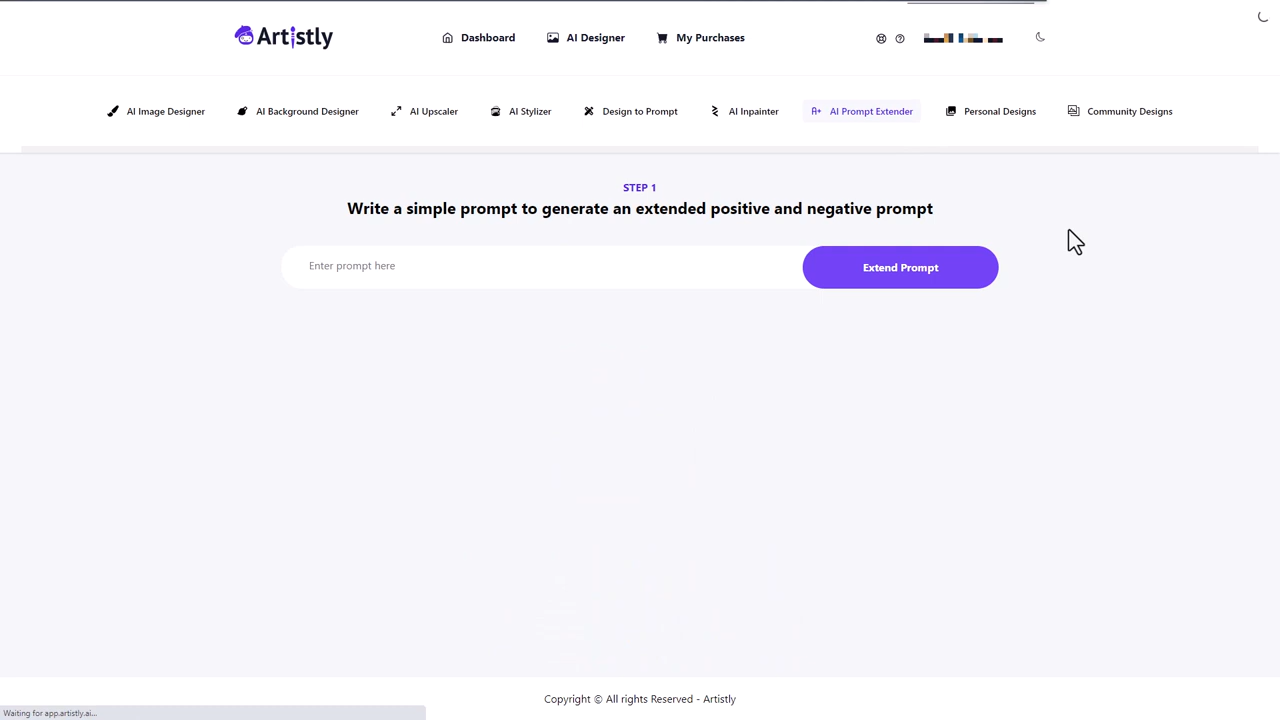 Artistly
Dashboard
AI Designer
My Purchases
AI Image Designer
AI Background Designer
AI Upscaler
AI Stylizer
Design to Prompt
AI Inpainter
A+ AI Prompt Extender
Personal Designs
Community Designs
STEP 1
Write a simple prompt to generate an extended positive and negative prompt
Enter prompt here
Extend Prompt
Copyright © All rights Reserved - Artistly
Waiting for app.artistly.ai...